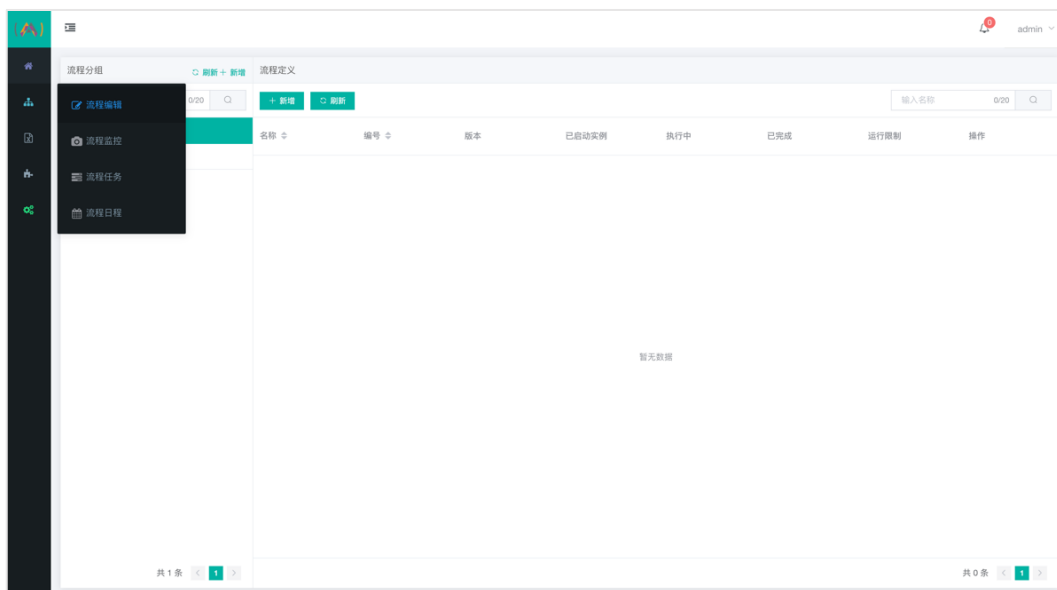 0
admin
流程分组
刷新 新增
流程定义
流程编辑
0/20
新增
刷新
输入名称
0/20
名称
编号
版本
已启动实例
执行中
已完成
运行限制
操作
流程监控
流程任务
流程日程
暂无数据
共 1 条
1
共 0 条
1